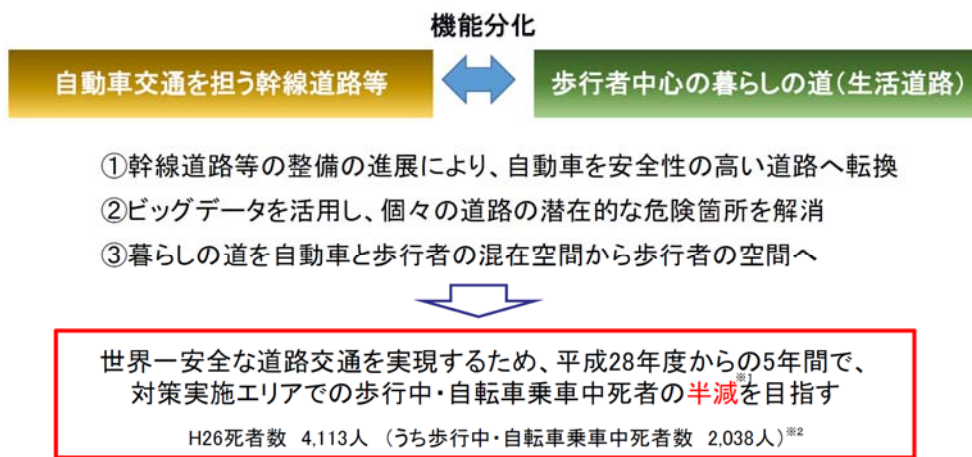 機能分化
自動車交通を担う幹線道路等
歩行者中心の暮らしの道(生活道路)
①幹線道路等の整備の進展により、自動車を安全性の高い道路へ転換
②ビッグデータを活用し、個々の道路の潜在的な危険箇所を解消
③暮らしの道を自動車と歩行者の混在空間から歩行者の空間へ
世界一安全な道路交通を実現するため、平成28年度からの5年間で、
対策実施エリアでの歩行中・自転車乗車中死者の半減※1を目指す
H26死者数 4,113人 (うち歩行中・自転車乗車中死者数 2,038人)※2